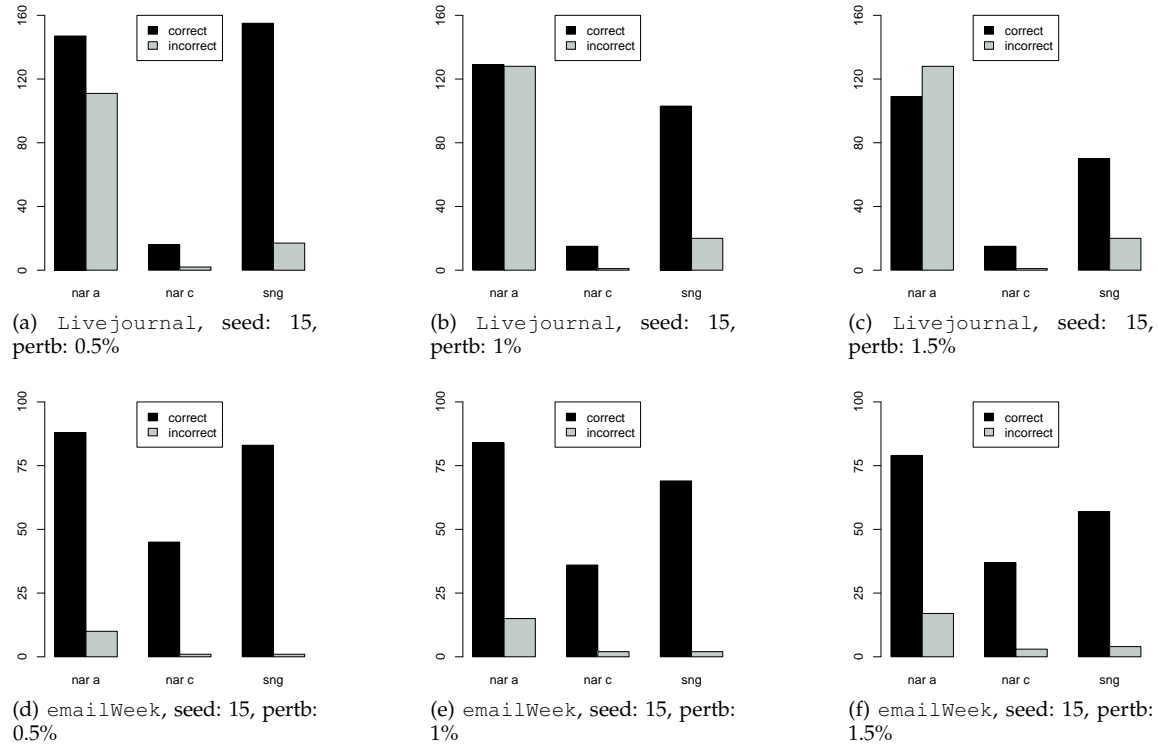 160
120
80
40
0
correct
incorrect
nar a nar c sng
(a) Livejournal, seed: 15,
pertb: 0.5%
160
120
80
40
0
correct
incorrect
nar a nar c sng
(b) Livejournal, seed: 15,
pertb: 1%
160
120
80
40
0
correct
incorrect
nar a nar c sng
(c) Livejournal, seed: 15,
pertb: 1.5%
100
75
50
25
0
correct
incorrect
nar a nar c sng
(d) emailWeek, seed: 15, pertb:
0.5%
100
75
50
25
0
correct
incorrect
nar a nar c sng
(e) emailWeek, seed: 15, pertb:
1%
100
75
50
25
0
correct
incorrect
nar a nar c sng
(f) emailWeek, seed: 15, pertb:
1.5%